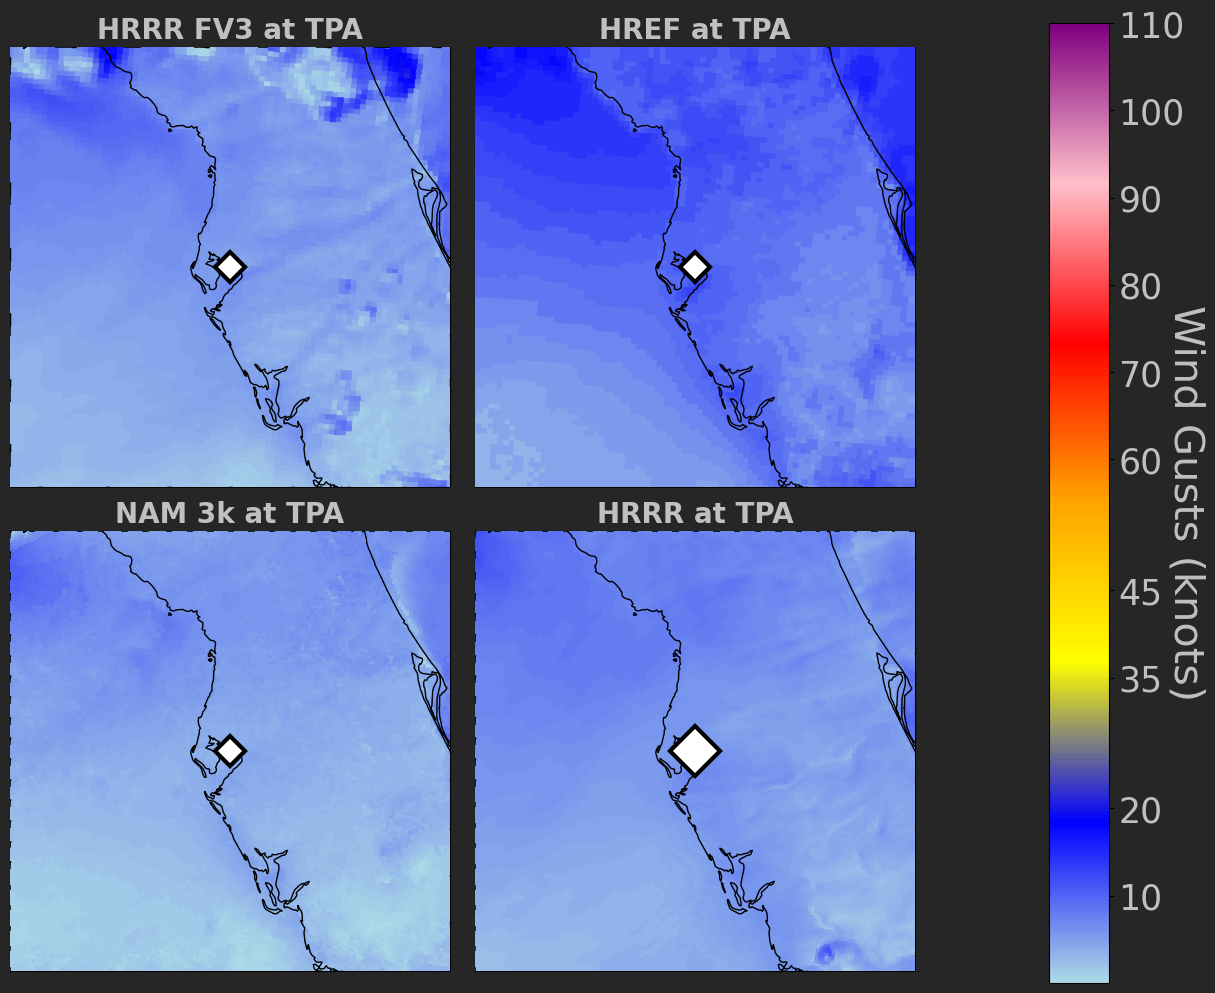 HRRR FV3 at TPA
HREF at TPA
NAM 3k at TPA
HRRR at TPA
110
100
90
80
70
60
45
35
20
10
Wind Gusts (knots)